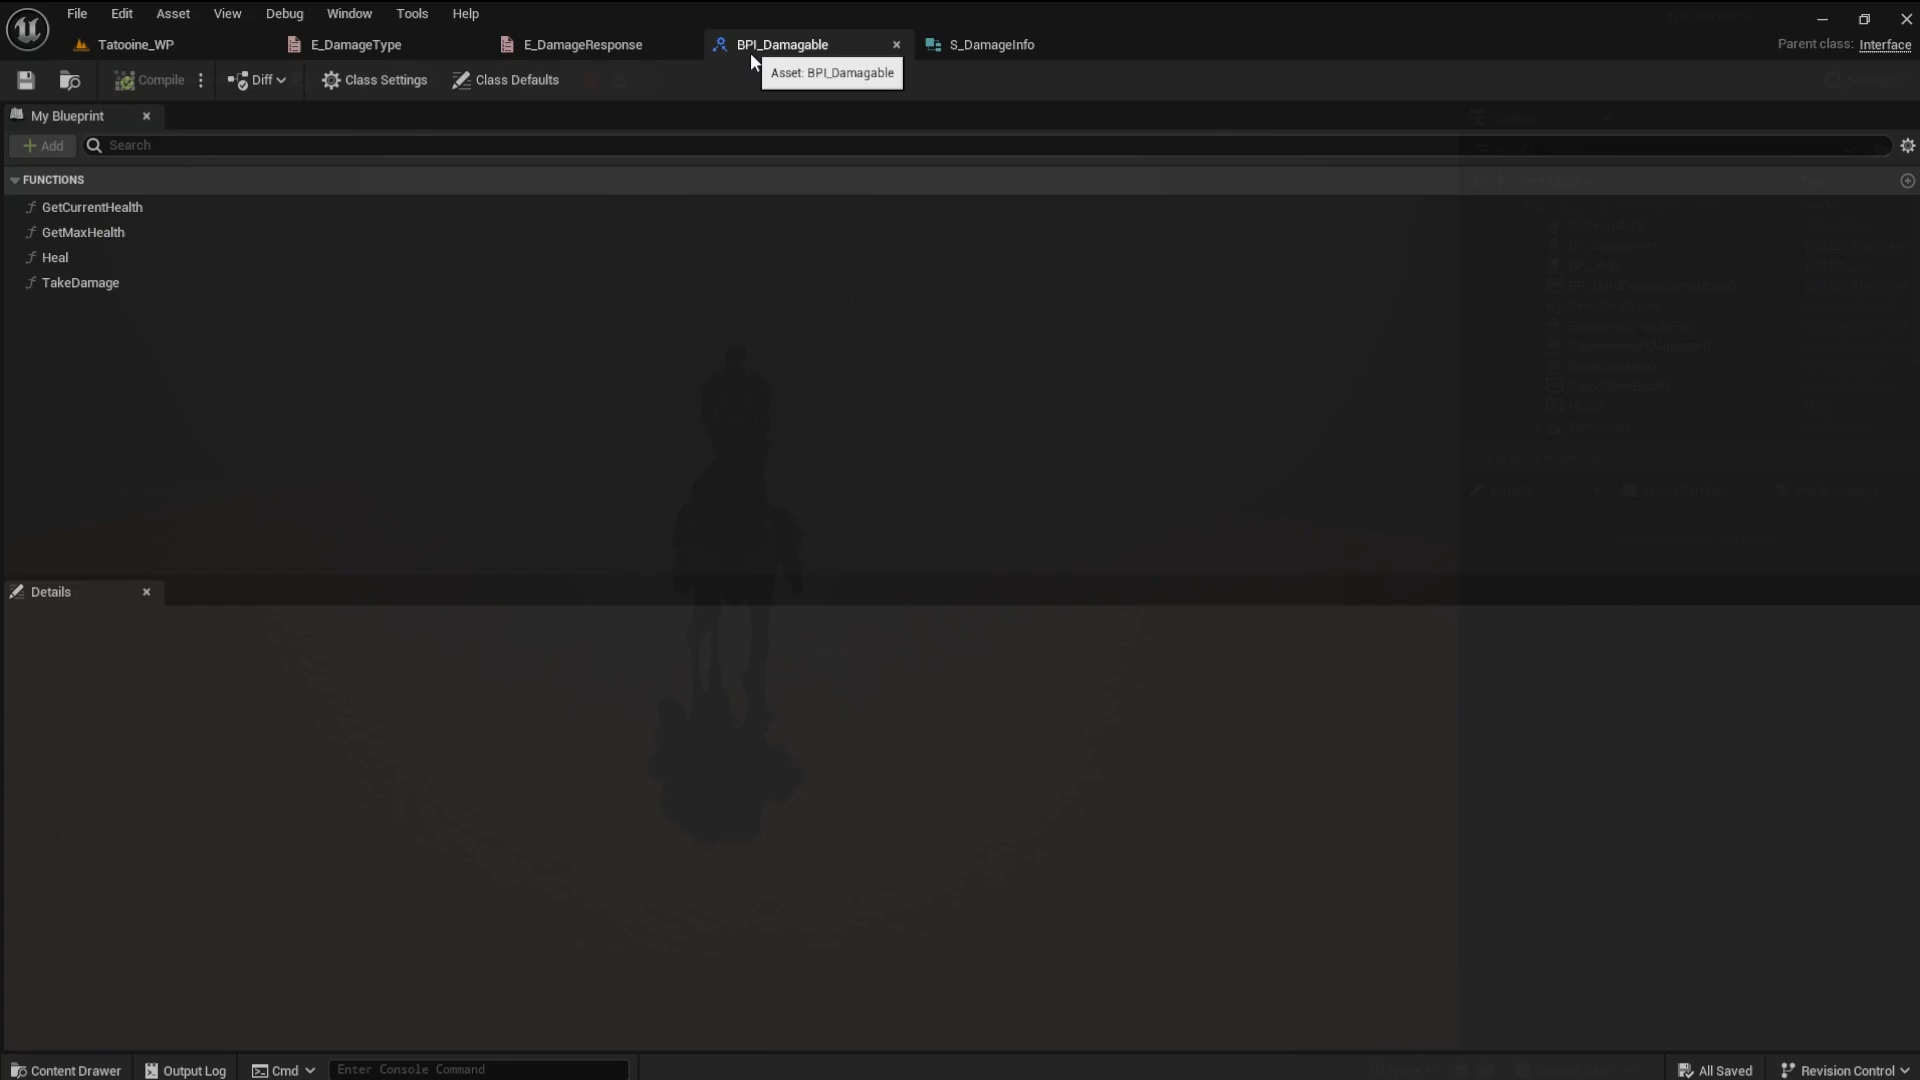 File Edit Asset View Debug Window Tools Help
Tatooine_WP E_DamageType E_DamageResponse BPI_Damagable S_DamageInfo Parent class: Interface
Asset: BPI_Damagable
Compile Diff Class Settings Class Defaults
My Blueprint
Add Search
FUNCTIONS
GetCurrentHealth
GetMaxHealth
Heal
TakeDamage
Details
Content Drawer Output Log Cmd Enter Console Command All Saved Revision Control